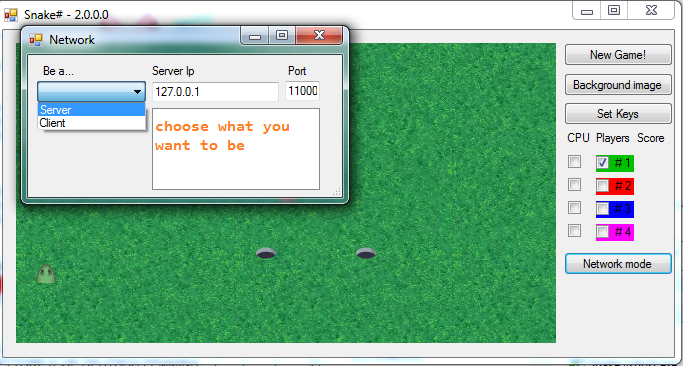 Snake# - 2.0.0.0
Network
Be a...
Server Ip
Port
127.0.0.1
11000
Server
Client
choose what you
want to be
New Game!
Background image
Set Keys
CPU Players Score
# 1
# 2
# 3
# 4
Network mode